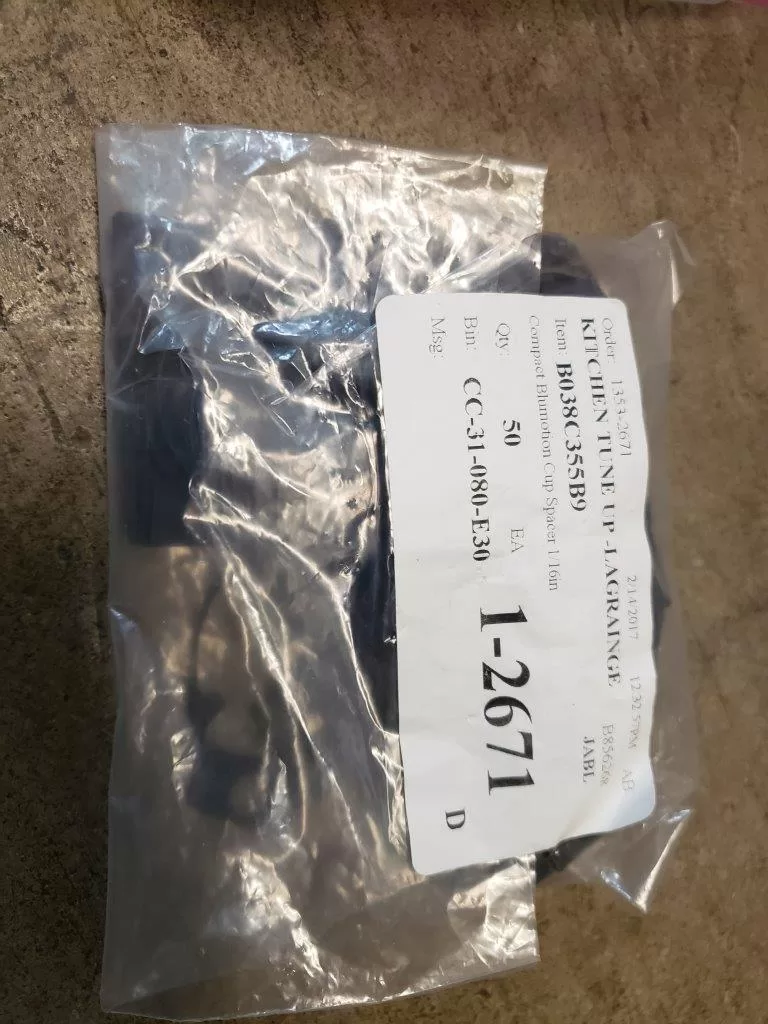 Order: 1353-2671 2/14/2017 12:32:57PM AB
KITCHEN TUNE UP -LAGRAINGE B85626R
Item: B038C355B9 JABL
Compact Blumotion Cup Spacer 1/16in
Qty: 50 EA 1-2671
Bin: CC-31-080-E30
Msg: D